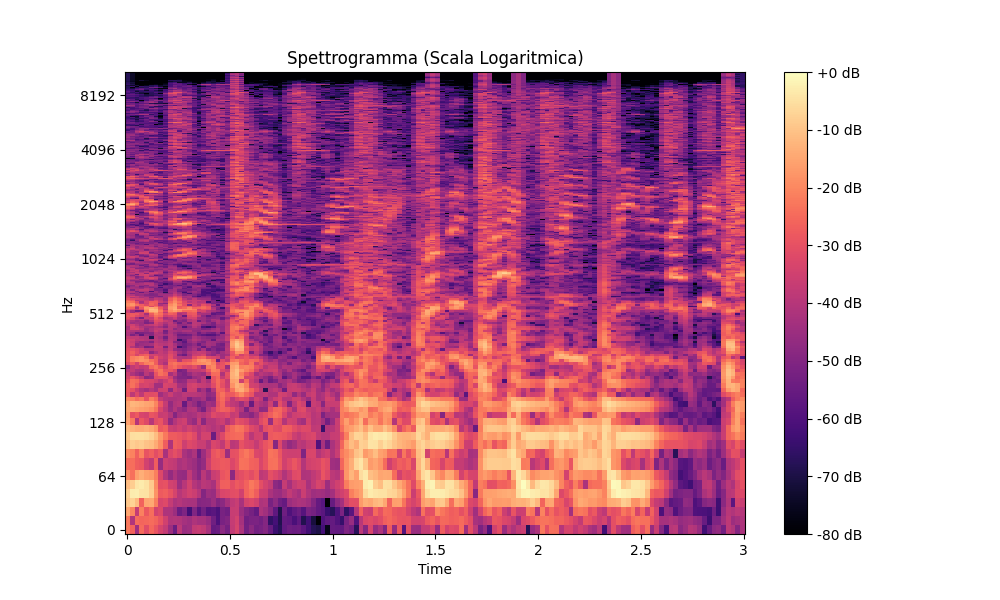 Spettrogramma (Scala Logaritmica)
8192
4096
2048
1024
512
256
128
64
0
Hz
0
0.5
1
1.5
2
2.5
3
Time
+0 dB
-10 dB
-20 dB
-30 dB
-40 dB
-50 dB
-60 dB
-70 dB
-80 dB